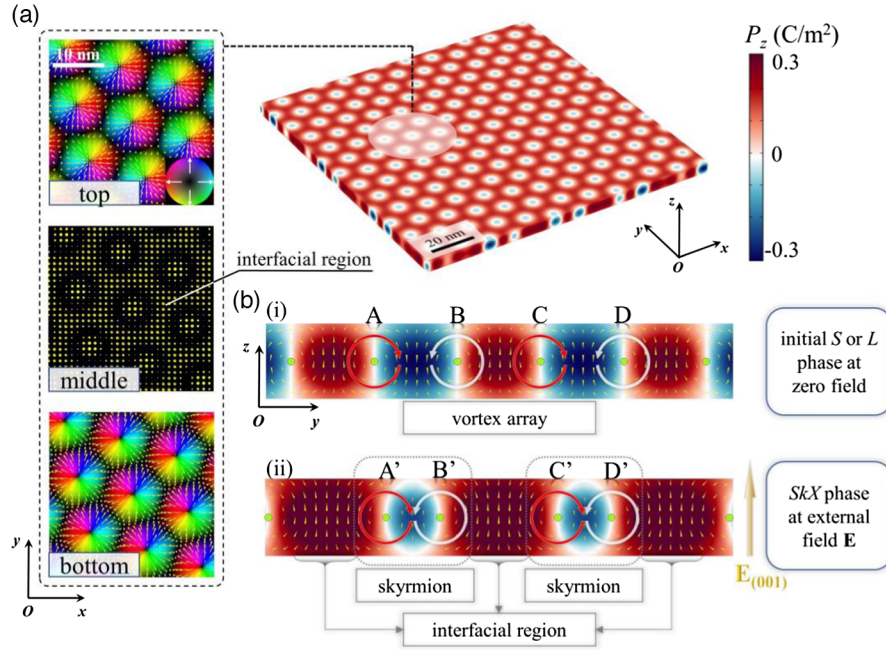 (a)
10 nm
top
interfacial region
middle
bottom
y
O
x
20 nm
z
y
x
O
P_z (C/m²)
0.3
0
-0.3
(b)
(i)
A
B
C
D
z
O
y
vortex array
initial S or L
phase at
zero field
(ii)
A'
B'
C'
D'
skyrmion
skyrmion
interfacial region
E(001)
SkX phase
at external
field E